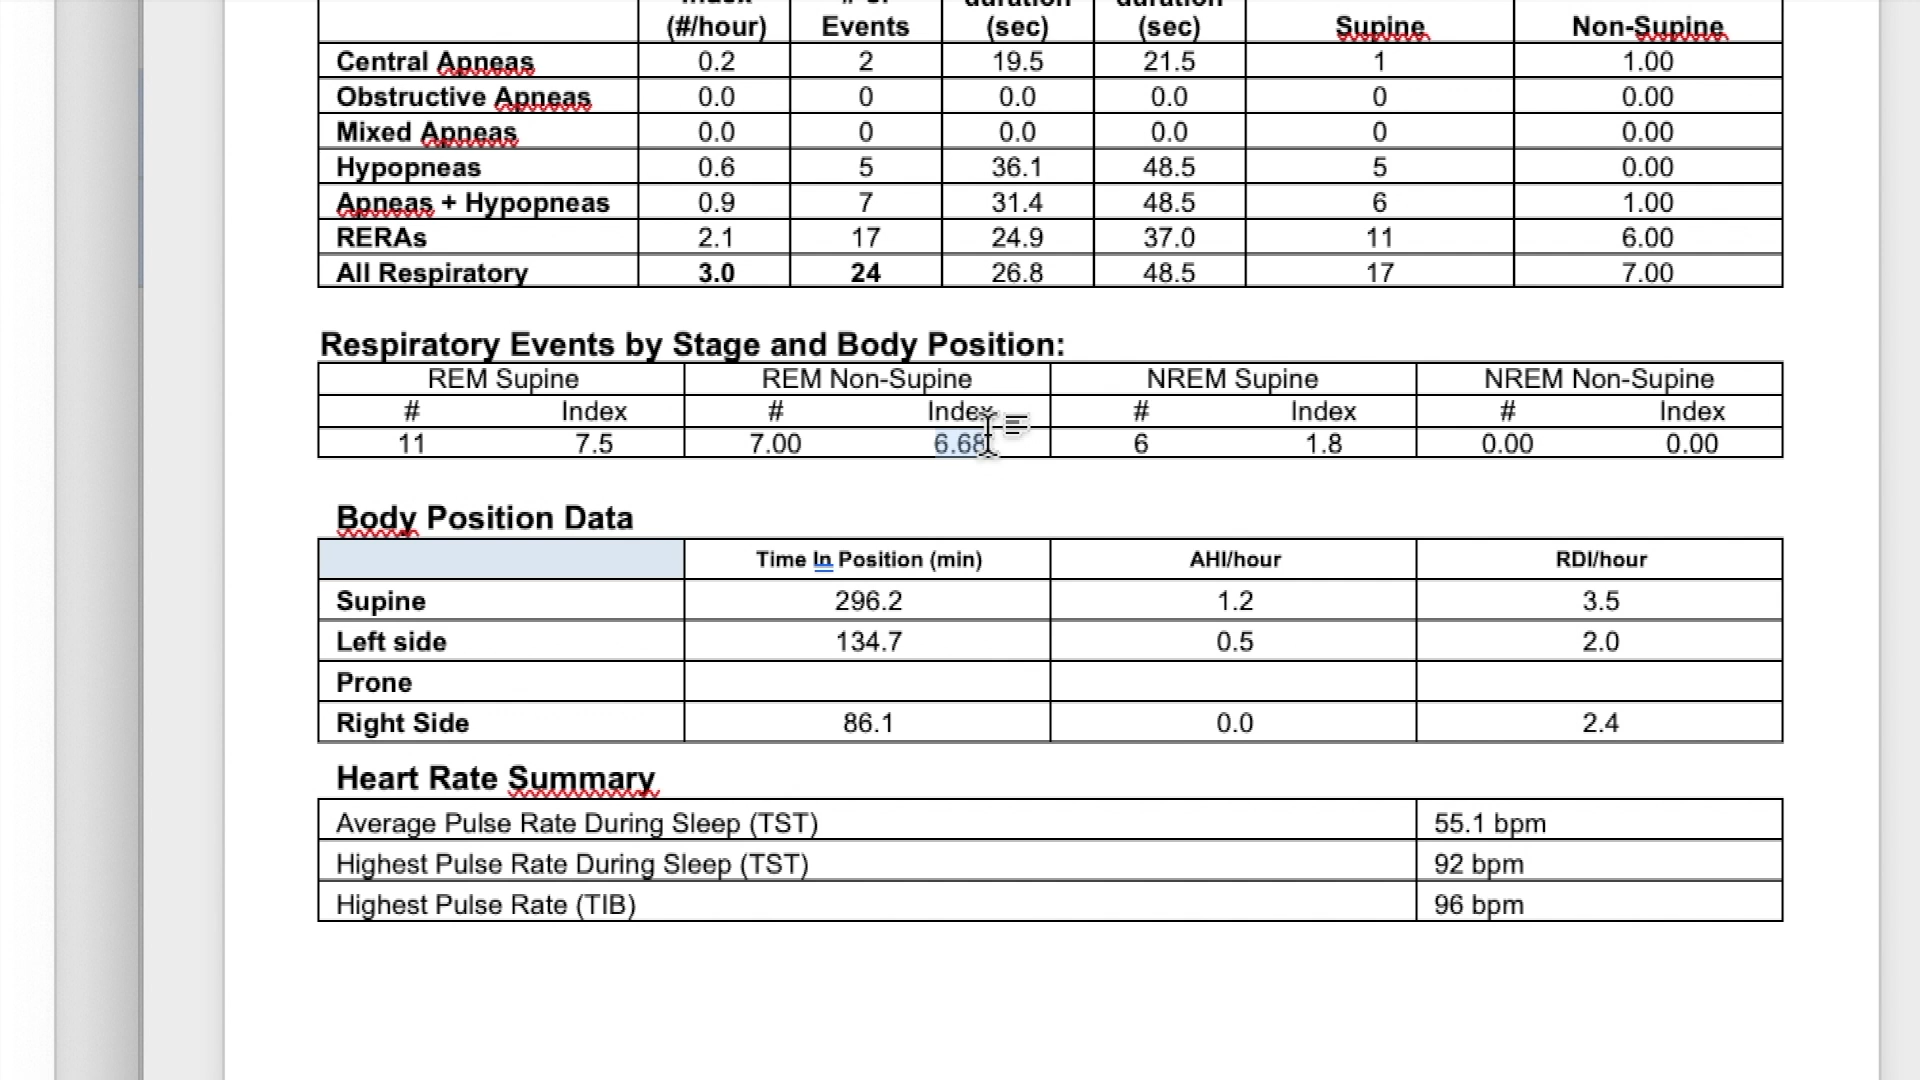 (#/hour) Events (sec) (sec) Supine Non-Supine
Central Apneas 0.2 2 19.5 21.5 1 1.00
Obstructive Apneas 0.0 0 0.0 0.0 0 0.00
Mixed Apneas 0.0 0 0.0 0.0 0 0.00
Hypopneas 0.6 5 36.1 48.5 5 0.00
Apneas + Hypopneas 0.9 7 31.4 48.5 6 1.00
RERAs 2.1 17 24.9 37.0 11 6.00
All Respiratory 3.0 24 26.8 48.5 17 7.00
Respiratory Events by Stage and Body Position:
REM Supine REM Non-Supine NREM Supine NREM Non-Supine
# Index # Index # Index # Index
11 7.5 7.00 6.68 6 1.8 0.00 0.00
Body Position Data
Time In Position (min) AHI/hour RDI/hour
Supine 296.2 1.2 3.5
Left side 134.7 0.5 2.0
Prone
Right Side 86.1 0.0 2.4
Heart Rate Summary
Average Pulse Rate During Sleep (TST) 55.1 bpm
Highest Pulse Rate During Sleep (TST) 92 bpm
Highest Pulse Rate (TIB) 96 bpm